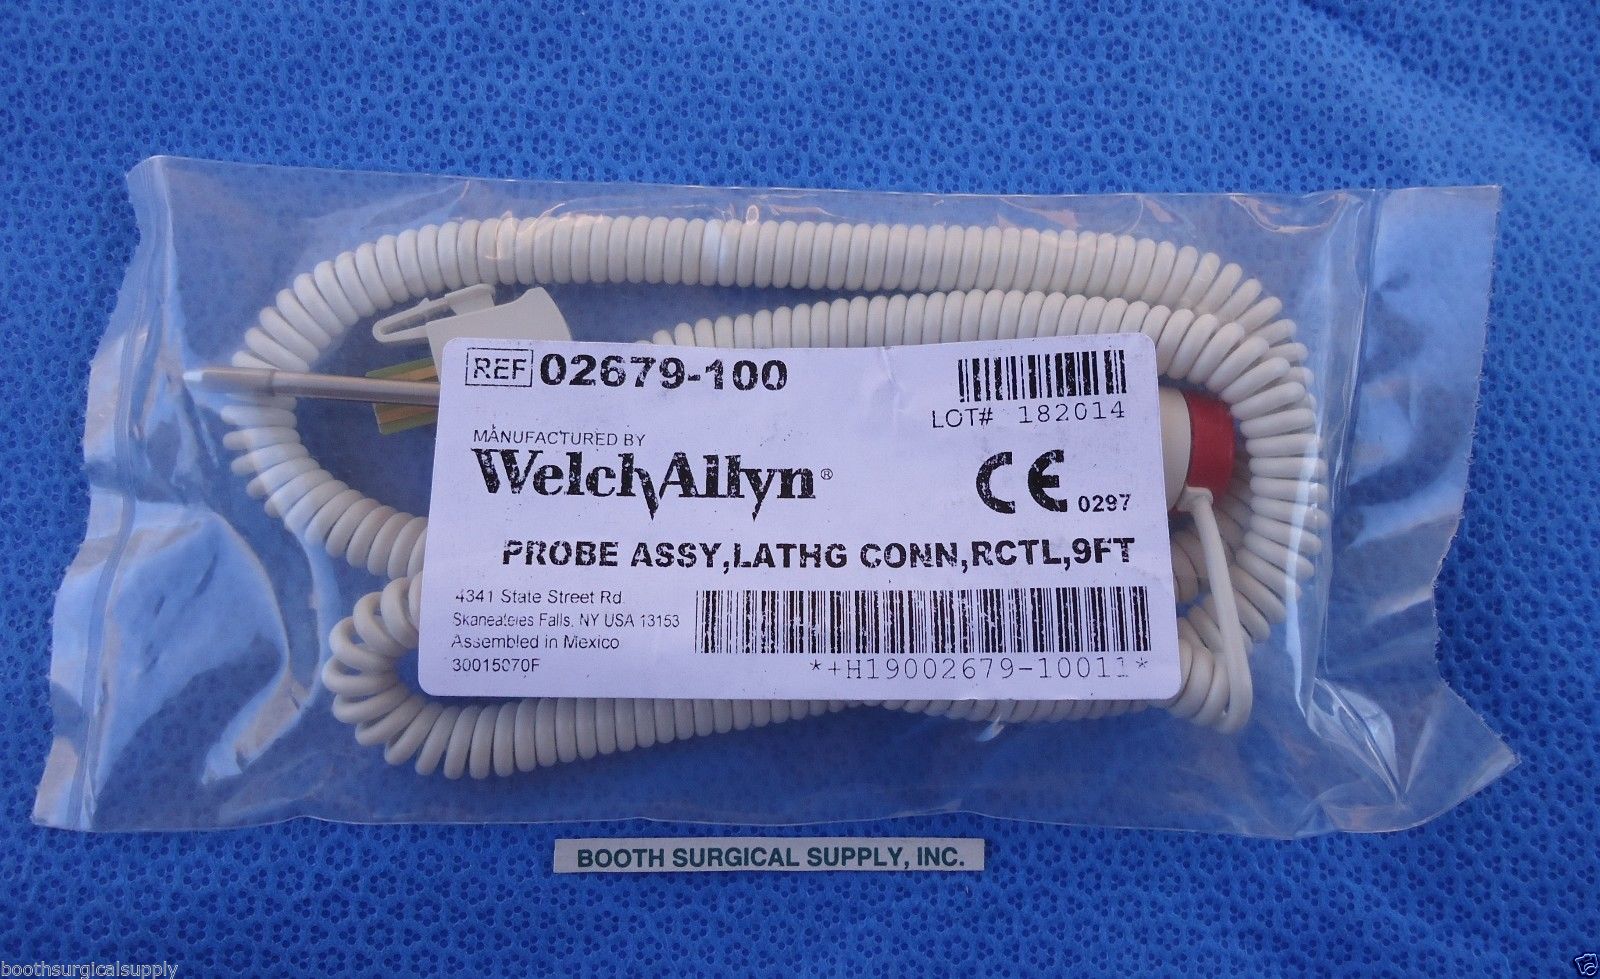 REF 02679-100
LOT# 182014
MANUFACTURED BY
WelchAllyn®
CE 0297
PROBE ASSY,LATHG CONN,RCTL,9FT
4341 State Street Rd
Skaneateles Falls, NY USA 13153
Assembled in Mexico
30015070F
*+H19002679-10011*
BOOTH SURGICAL SUPPLY, INC.
boothsurgicalsupply